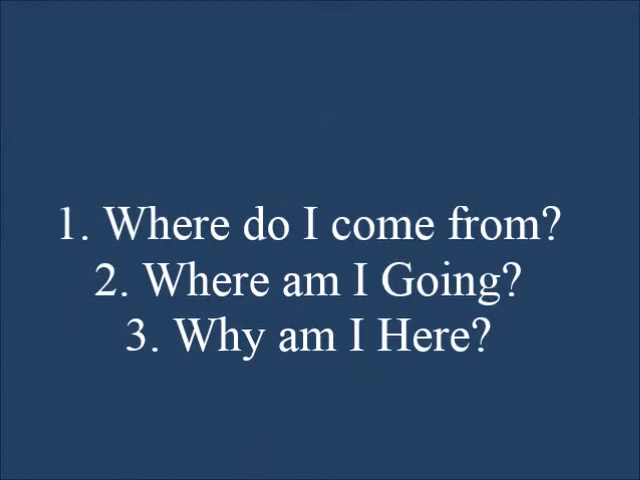 1. Where do I come from?
2. Where am I Going?
3. Why am I Here?